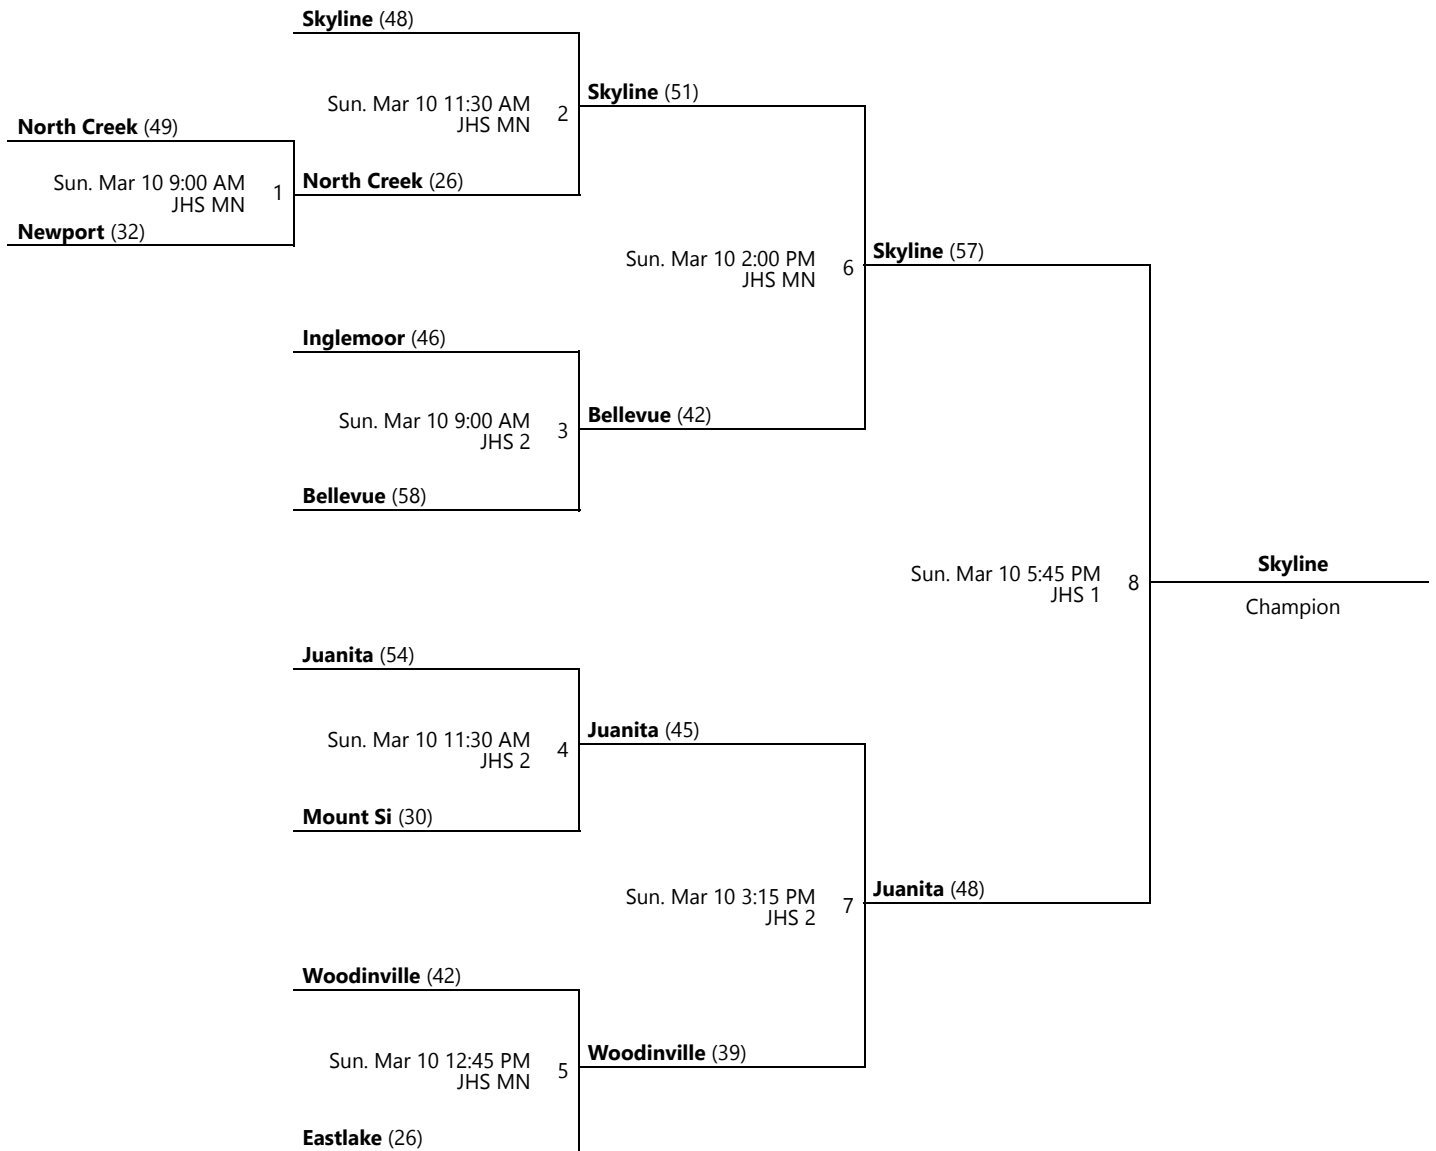 Skyline (48)
Sun. Mar 10 11:30 AM
JHS MN
2
Skyline (51)
North Creek (49)
Sun. Mar 10 9:00 AM
JHS MN
1
North Creek (26)
Newport (32)
Sun. Mar 10 2:00 PM
JHS MN
6
Skyline (57)
Inglemoor (46)
Sun. Mar 10 9:00 AM
JHS 2
3
Bellevue (42)
Bellevue (58)
Sun. Mar 10 5:45 PM
JHS 1
8
Skyline
Champion
Juanita (54)
Sun. Mar 10 11:30 AM
JHS 2
4
Juanita (45)
Mount Si (30)
Sun. Mar 10 3:15 PM
JHS 2
7
Juanita (48)
Woodinville (42)
Sun. Mar 10 12:45 PM
JHS MN
5
Woodinville (39)
Eastlake (26)